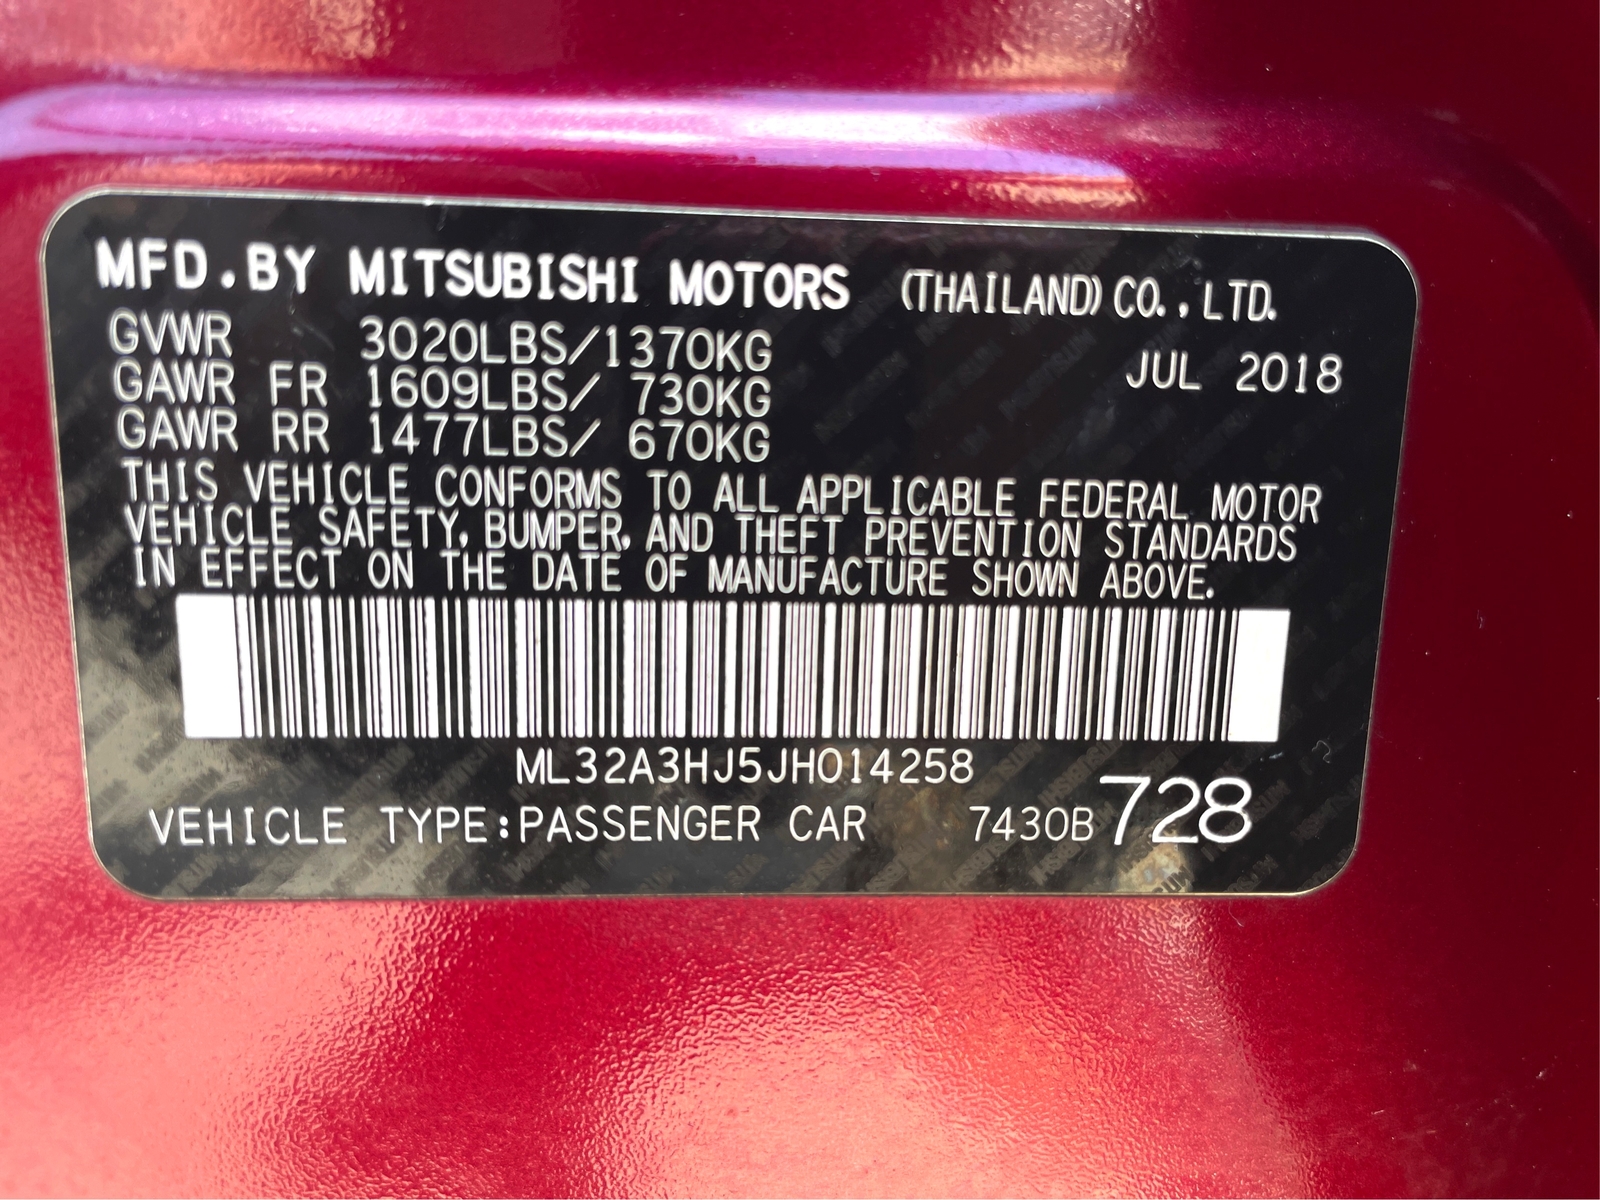 MFD.BY MITSUBISHI MOTORS (THAILAND) CO., LTD.
GVWR 3020LBS/1370KG JUL 2018
GAWR FR 1609LBS/ 730KG
GAWR RR 1477LBS/ 670KG
THIS VEHICLE CONFORMS TO ALL APPLICABLE FEDERAL MOTOR
VEHICLE SAFETY, BUMPER, AND THEFT PREVENTION STANDARDS
IN EFFECT ON THE DATE OF MANUFACTURE SHOWN ABOVE.
ML32A3HJ5JH014258
VEHICLE TYPE:PASSENGER CAR 7430B 728